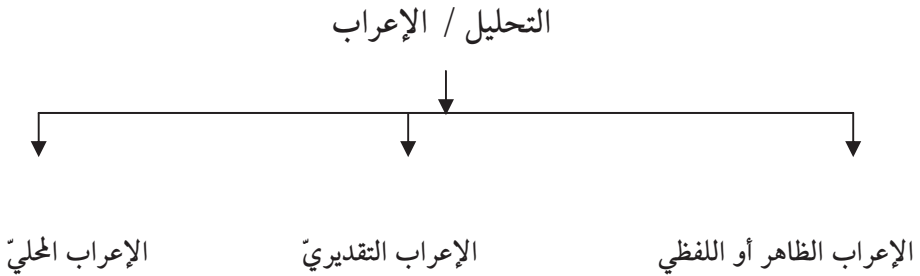 التحليل / الإعراب
الإعراب الظاهر أو اللفظي
الإعراب التقديريّ
الإعراب المحليّ